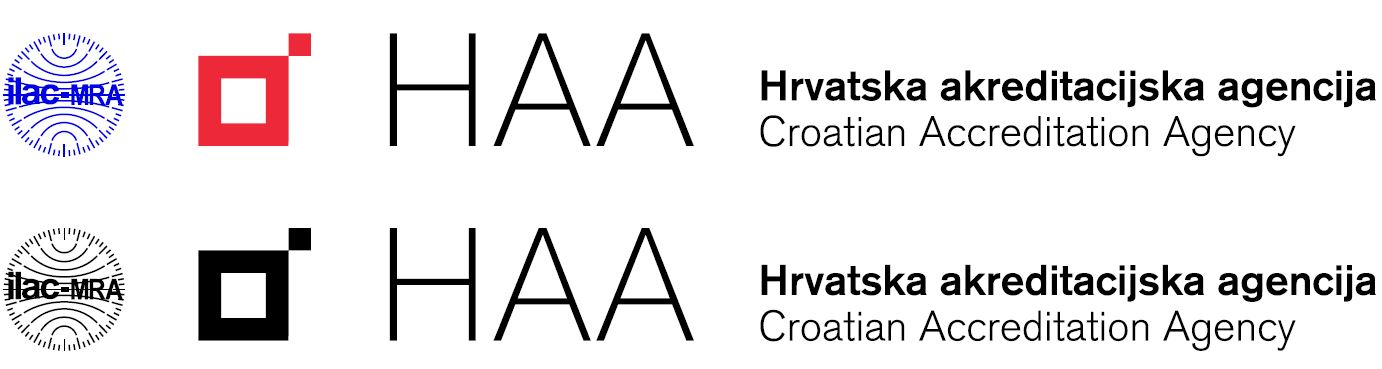 ilac-MRA
HAA
Hrvatska akreditacijska agencija
Croatian Accreditation Agency
ilac-MRA
HAA
Hrvatska akreditacijska agencija
Croatian Accreditation Agency